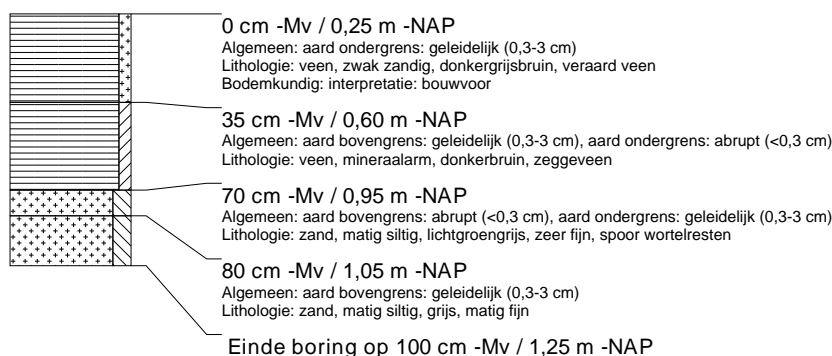 0 cm -Mv / 0,25 m -NAP
Algemeen: aard ondergrens: geleidelijk (0,3-3 cm)
Lithologie: veen, zwak zandig, donkergrijsbruin, veraard veen
Bodemkundig: interpretatie: bouwvoor
35 cm -Mv / 0,60 m -NAP
Algemeen: aard bovengrens: geleidelijk (0,3-3 cm), aard ondergrens: abrupt (<0,3 cm)
Lithologie: veen, mineraalarm, donkerbruin, zeggeveen
70 cm -Mv / 0,95 m -NAP
Algemeen: aard bovengrens: abrupt (<0,3 cm), aard ondergrens: geleidelijk (0,3-3 cm)
Lithologie: zand, matig siltig, lichtgroengrijs, zeer fijn, spoor wortelresten
80 cm -Mv / 1,05 m -NAP
Algemeen: aard bovengrens: geleidelijk (0,3-3 cm)
Lithologie: zand, matig siltig, grijs, matig fijn
Einde boring op 100 cm -Mv / 1,25 m -NAP